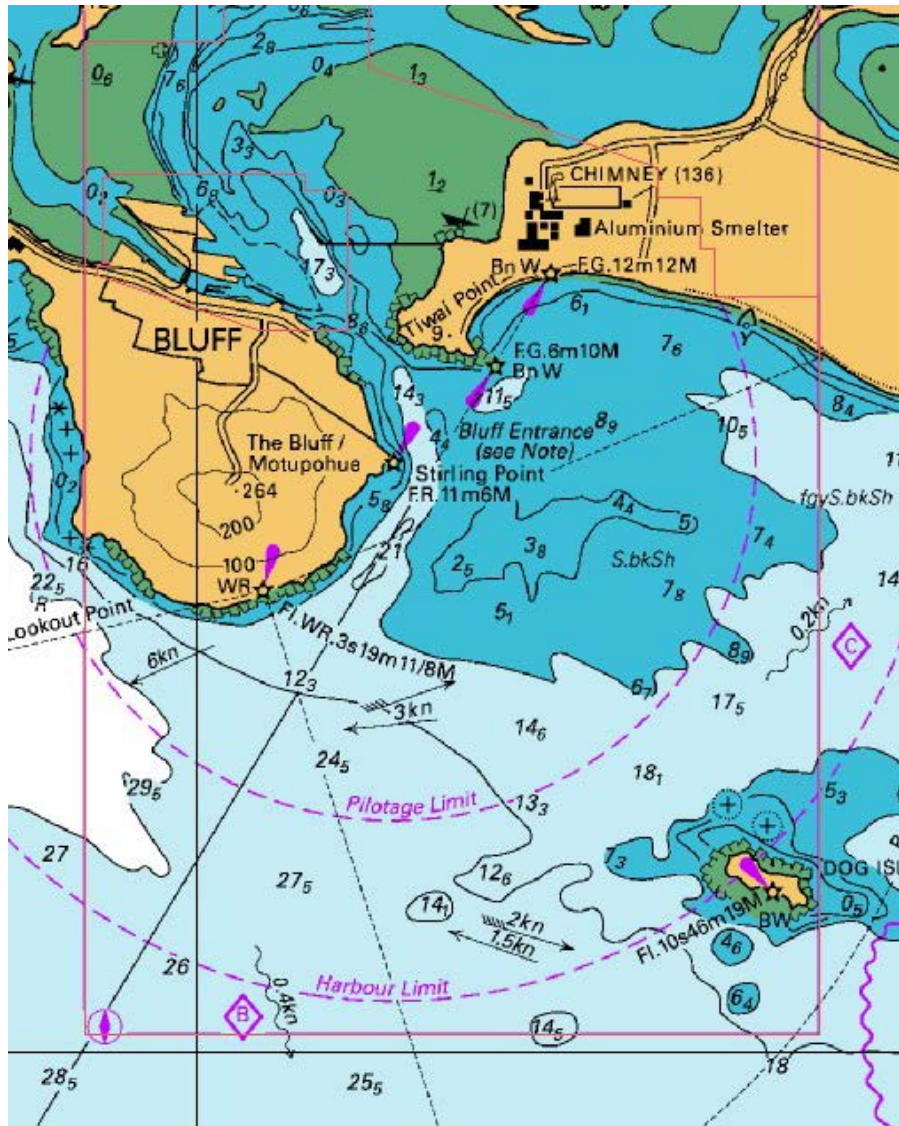 2₈
7₆
0₄
1₃
0₆
3₃
CHIMNEY (136)
1₂
0₂
6₈
0₃
(7)
Aluminium Smelter
17₃
Bn W
F.G.12m12M
Tiwai Point
6₁
8₆
9.
BLUFF
7₆
F.G.6m10M
Bn W
14₃
11₅
8₄
8₉
10₅
4₄
Bluff Entrance
(see Note)
The Bluff /
Motupohue
Stirling Point
F.R.11m6M
0₂
264
5₈
200
4₄
5
fgyS.bkSh
7₄
3₈
2₅
S.bkSh
21
16
100
WR
7₈
5₁
22₅
R
14
Lookout Point
Fl.WR.3s19m11/8M
0.2kn
8₉
C
6kn
12₃
6₇
3kn
17₅
14₆
24₅
18₁
29₅
Pilotage Limit
13₃
5₃
27
7₃
12₆
DOG ISL
27₅
14₁
0₅
2kn
BW
Fl.10s46m19M
1.5kn
4₆
26
Harbour Limit
0.4kn
6₄
B
14₅
18
28₅
25₅